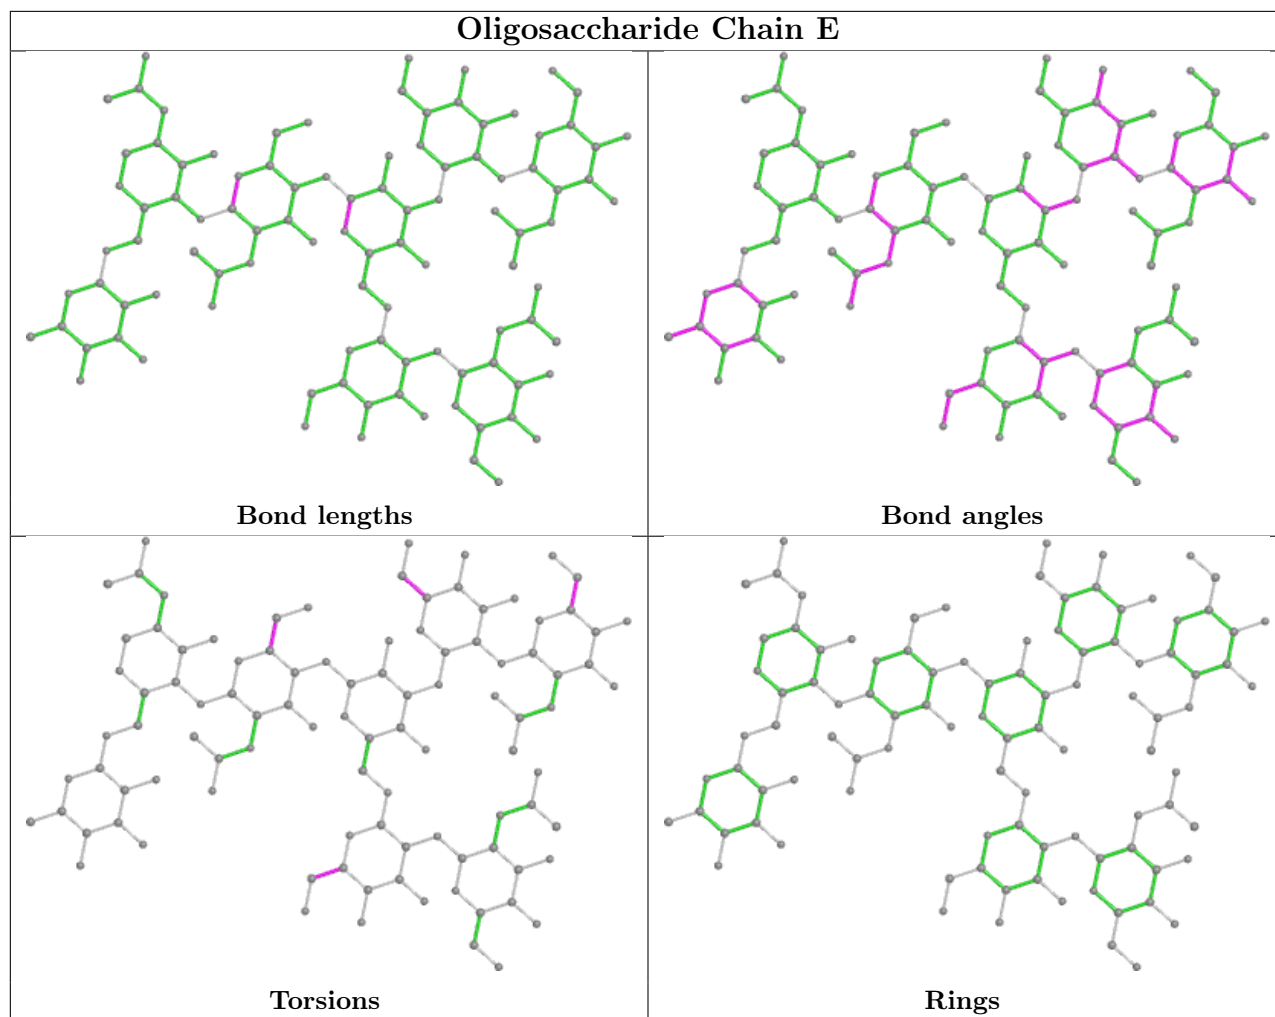 Oligosaccharide Chain E
Bond lengths
Bond angles
Torsions
Rings